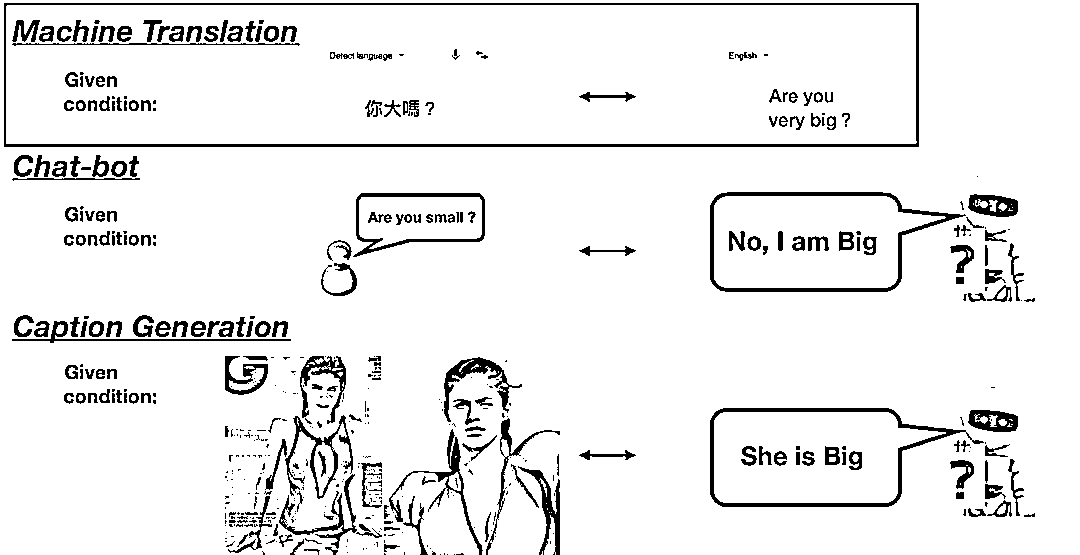 Machine Translation
Detect language
English
Given
condition:
你大嗎？
Are you
very big ?
Chat-bot
Given
condition:
Are you small ?
No, I am Big
?
Caption Generation
Given
condition:
G
She is Big
?